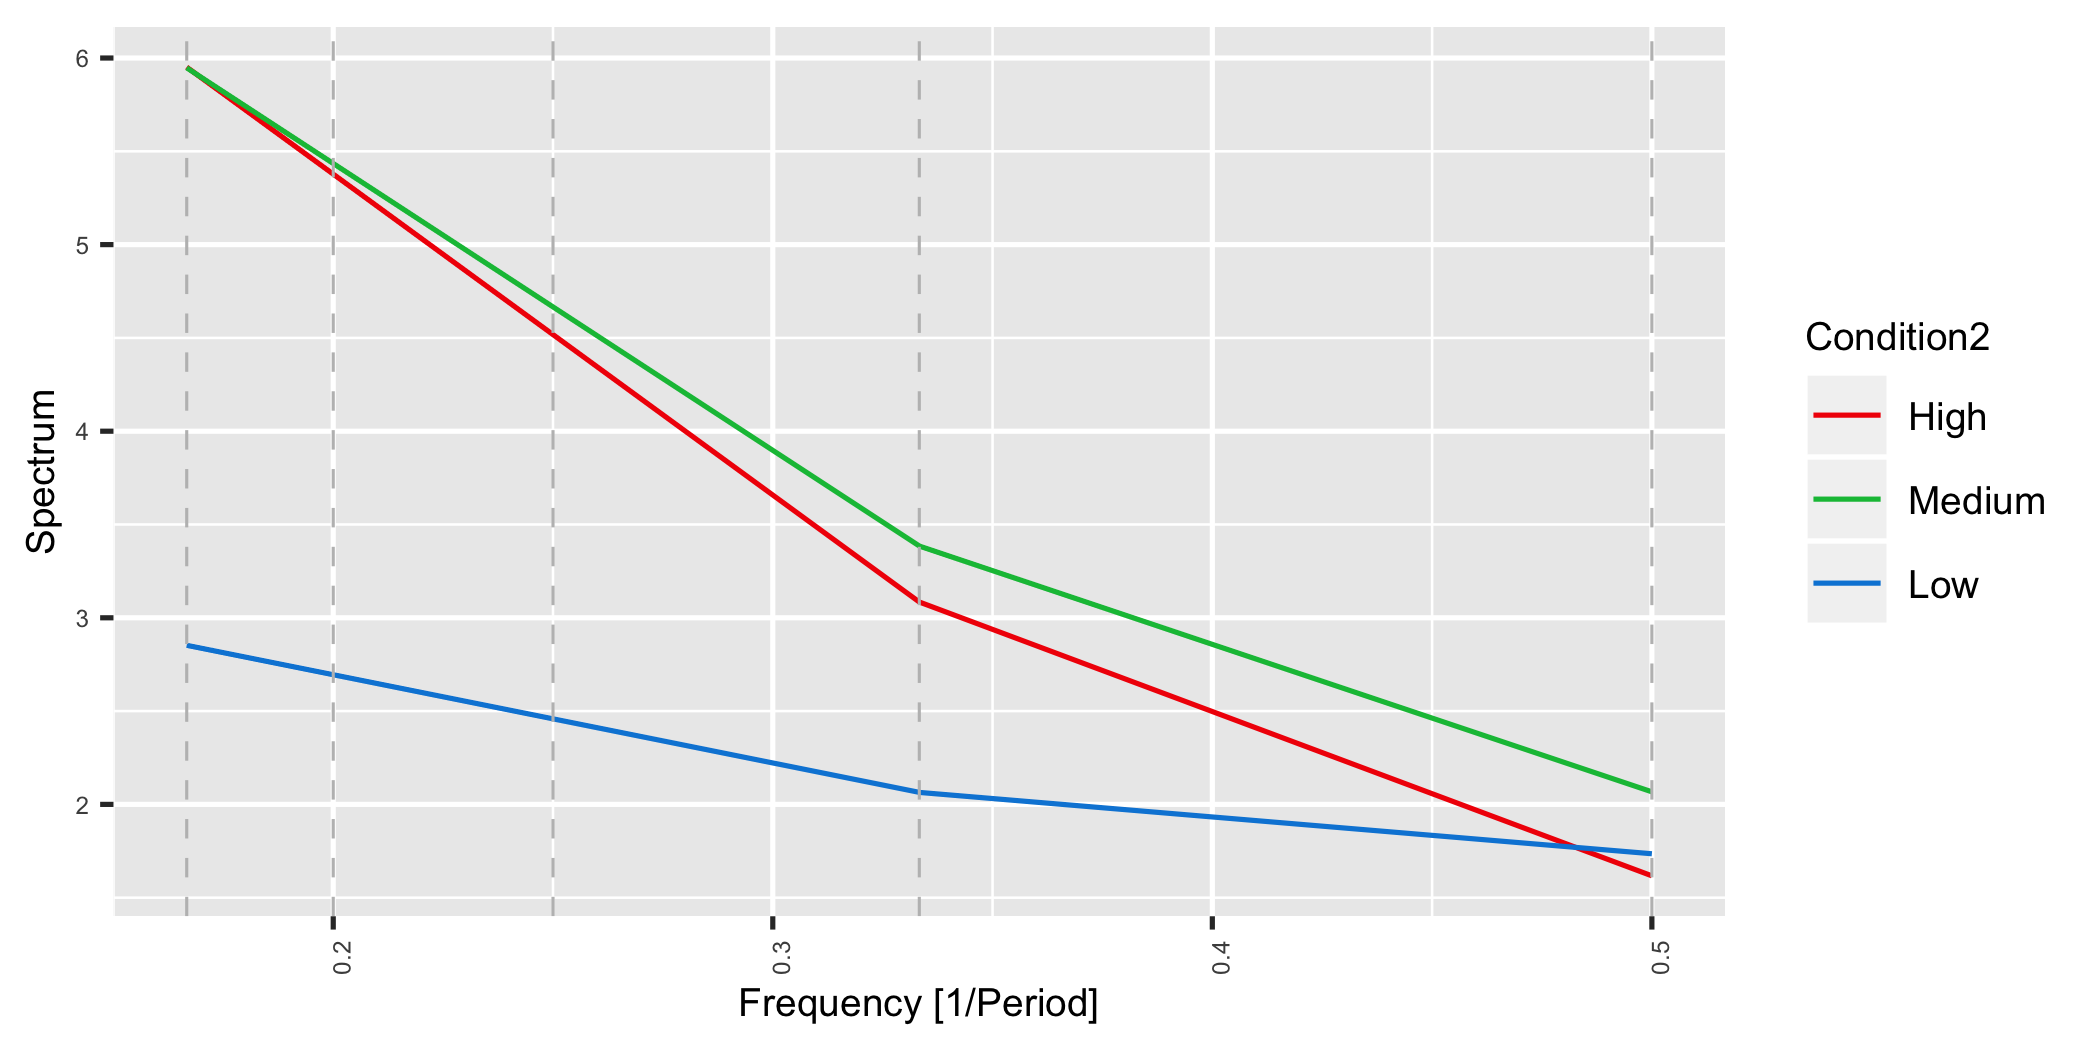 6
5
4
3
2
Spectrum
0.2
0.3
0.4
0.5
Frequency [1/Period]
Condition2
High
Medium
Low